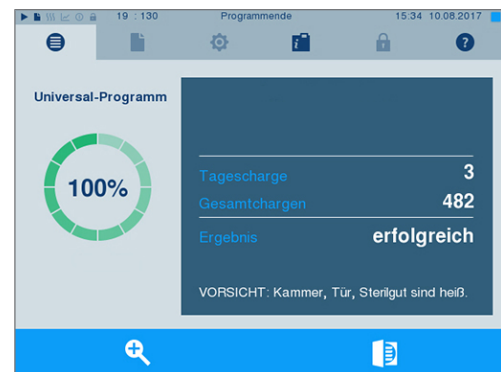 19 : 130 Programmende 15:34 10.08.2017
Universal-Programm
100%
Tagescharge 3
Gesamtchargen 482
Ergebnis erfolgreich
VORSICHT: Kammer, Tür, Sterilgut sind heiß.